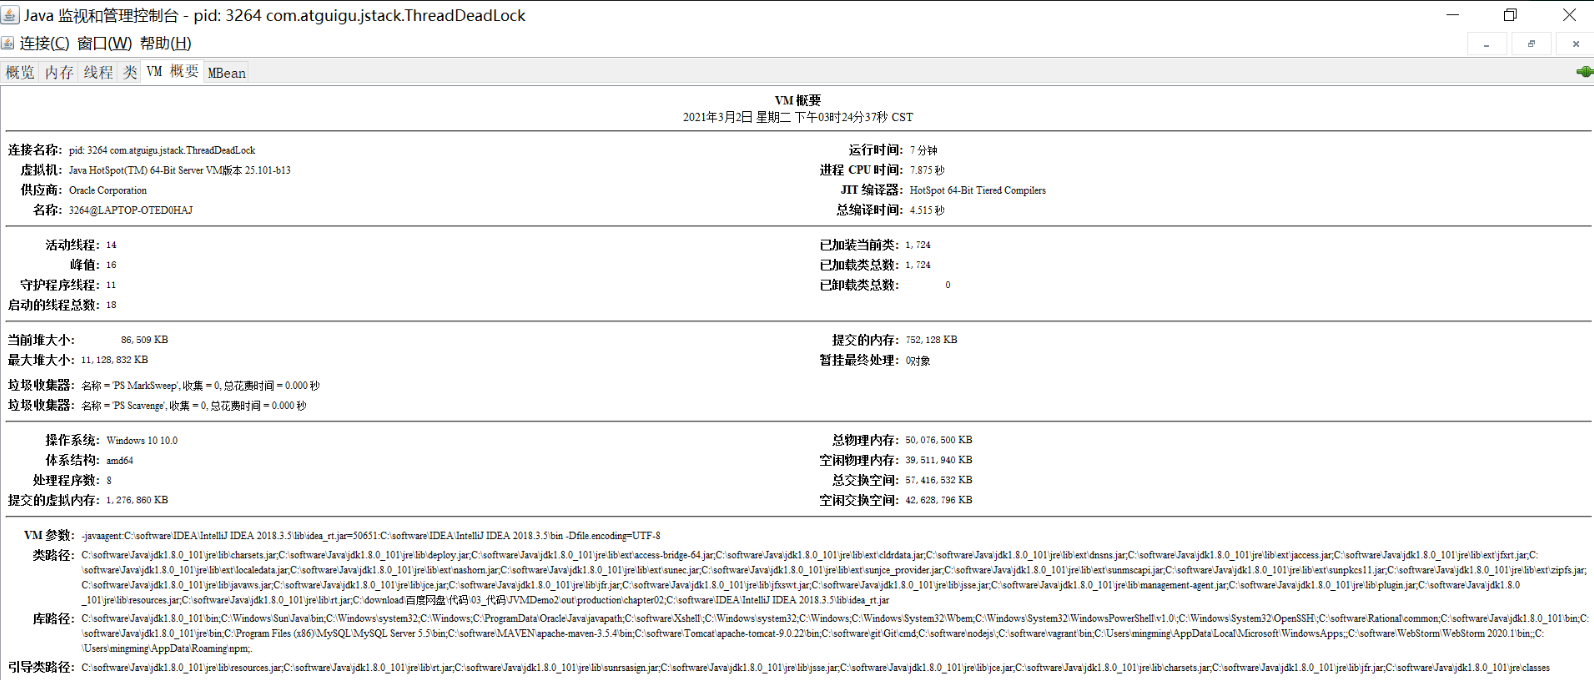 Java 监视和管理控制台 - pid: 3264 com.atguigu.jstack.ThreadDeadLock
连接(C) 窗口(W) 帮助(H)
概览 内存 线程 类 VM 概要 MBean
VM 概要
2021年3月2日 星期二 下午03时24分37秒 CST
连接名称: pid: 3264 com.atguigu.jstack.ThreadDeadLock 运行时间: 7 分钟
虚拟机: Java HotSpot(TM) 64-Bit Server VM版本 25.101-b13 进程 CPU 时间: 7.875 秒
供应商: Oracle Corporation JIT 编译器: HotSpot 64-Bit Tiered Compilers
名称: 3264@LAPTOP-OTED0HAJ 总编译时间: 4.515 秒
活动线程: 14 已加装当前类: 1,724
峰值: 16 已加载类总数: 1,724
守护程序线程: 11 已卸载类总数: 0
启动的线程总数: 18
当前堆大小: 86,509 KB 提交的内存: 752,128 KB
最大堆大小: 11,128,832 KB 暂挂最终处理: 0对象
垃圾收集器: 名称 = 'PS MarkSweep', 收集 = 0, 总花费时间 = 0.000 秒
垃圾收集器: 名称 = 'PS Scavenge', 收集 = 0, 总花费时间 = 0.000 秒
操作系统: Windows 10 10.0 总物理内存: 50,076,500 KB
体系结构: amd64 空闲物理内存: 39,511,940 KB
处理程序数: 8 总交换空间: 57,416,532 KB
提交的虚拟内存: 1,276,860 KB 空闲交换空间: 42,628,796 KB
VM 参数: -javaagent:C:\software\IDEA\IntelliJ IDEA 2018.3.5\lib\idea_rt.jar=50651:C:\software\IDEA\IntelliJ IDEA 2018.3.5\bin -Dfile.encoding=UTF-8
类路径: C:\software\Java\jdk1.8.0_101\jre\lib\charsets.jar;C:\software\Java\jdk1.8.0_101\jre\lib\deploy.jar;C:\software\Java\jdk1.8.0_101\jre\lib\ext\access-bridge-64.jar;C:\software\Java\jdk1.8.0_101\jre\lib\ext\cldrdata.jar;C:\software\Java\jdk1.8.0_101\jre\lib\ext\dnsns.jar;C:\software\Java\jdk1.8.0_101\jre\lib\ext\jaccess.jar;C:\software\Java\jdk1.8.0_101\jre\lib\ext\jfxrt.jar;C:
\software\Java\jdk1.8.0_101\jre\lib\ext\localedata.jar;C:\software\Java\jdk1.8.0_101\jre\lib\ext\nashorn.jar;C:\software\Java\jdk1.8.0_101\jre\lib\ext\sunec.jar;C:\software\Java\jdk1.8.0_101\jre\lib\ext\sunjce_provider.jar;C:\software\Java\jdk1.8.0_101\jre\lib\ext\sunmscapi.jar;C:\software\Java\jdk1.8.0_101\jre\lib\ext\sunpkcs11.jar;C:\software\Java\jdk1.8.0_101\jre\lib\ext\zipfs.jar;
C:\software\Java\jdk1.8.0_101\jre\lib\javaws.jar;C:\software\Java\jdk1.8.0_101\jre\lib\jce.jar;C:\software\Java\jdk1.8.0_101\jre\lib\jfr.jar;C:\software\Java\jdk1.8.0_101\jre\lib\jfxswt.jar;C:\software\Java\jdk1.8.0_101\jre\lib\jsse.jar;C:\software\Java\jdk1.8.0_101\jre\lib\management-agent.jar;C:\software\Java\jdk1.8.0_101\jre\lib\plugin.jar;C:\software\Java\jdk1.8.0
_101\jre\lib\resources.jar;C:\software\Java\jdk1.8.0_101\jre\lib\rt.jar;C:\download\百度网盘\代码\03_代码\JVMDemo2\out\production\chapter02;C:\software\IDEA\IntelliJ IDEA 2018.3.5\lib\idea_rt.jar
库路径: C:\software\Java\jdk1.8.0_101\bin;C:\Windows\Sun\Java\bin;C:\Windows\system32;C:\Windows;C:\ProgramData\Oracle\Java\javapath;C:\software\Xshell\;C:\Windows\system32;C:\Windows;C:\Windows\System32\Wbem;C:\Windows\System32\WindowsPowerShell\v1.0\;C:\Windows\System32\OpenSSH\;C:\software\Rational\common;C:\software\Java\jdk1.8.0_101\bin;C:
\software\Java\jdk1.8.0_101\jre\bin;C:\Program Files (x86)\MySQL\MySQL Server 5.5\bin;C:\software\MAVEN\apache-maven-3.5.4\bin;C:\software\Tomcat\apache-tomcat-9.0.22\bin;C:\software\git\Git\cmd;C:\software\nodejs\;C:\software\vagrant\bin;C:\Users\mingming\AppData\Local\Microsoft\WindowsApps;;C:\software\WebStorm\WebStorm 2020.1\bin;;C:
\Users\mingming\AppData\Roaming\npm;.
引导类路径: C:\software\Java\jdk1.8.0_101\jre\lib\resources.jar;C:\software\Java\jdk1.8.0_101\jre\lib\rt.jar;C:\software\Java\jdk1.8.0_101\jre\lib\sunrsasign.jar;C:\software\Java\jdk1.8.0_101\jre\lib\jsse.jar;C:\software\Java\jdk1.8.0_101\jre\lib\jce.jar;C:\software\Java\jdk1.8.0_101\jre\lib\charsets.jar;C:\software\Java\jdk1.8.0_101\jre\lib\jfr.jar;C:\software\Java\jdk1.8.0_101\jre\classes